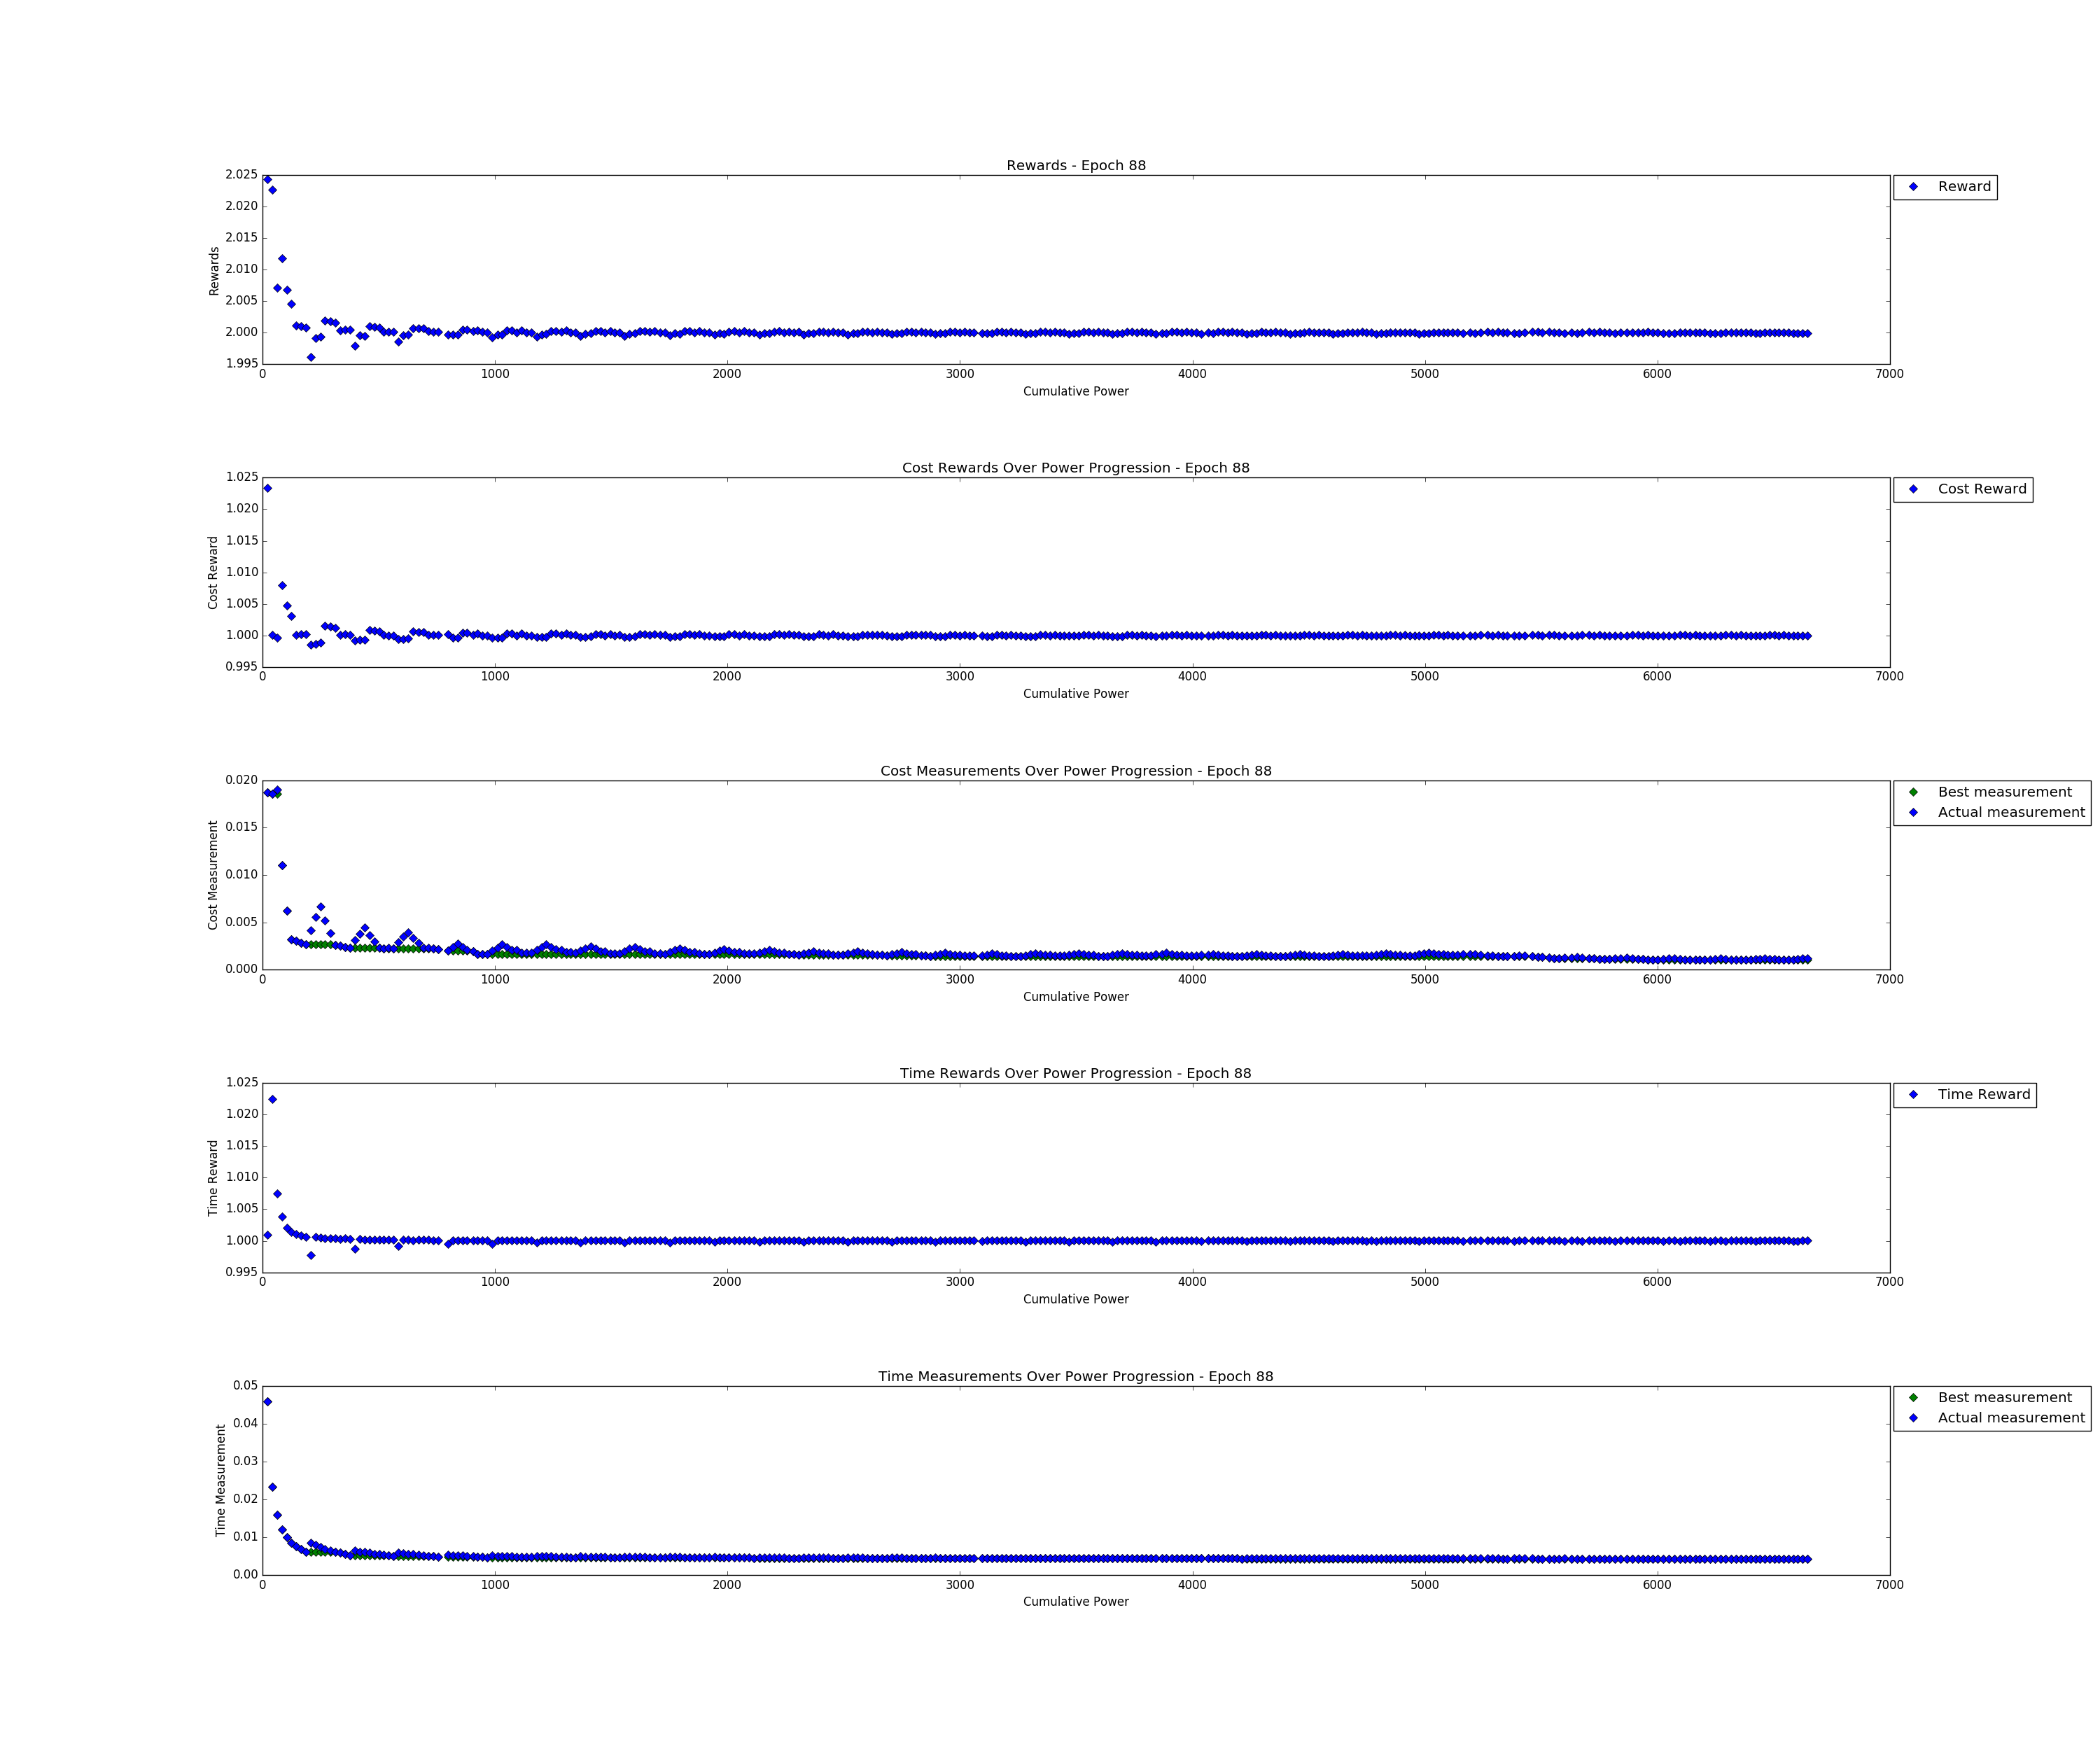 Rewards - Epoch 88
2.025
2.020
2.015
2.010
2.005
2.000
1.995
Rewards
0 1000 2000 3000 4000 5000 6000 7000
Cumulative Power
Reward
Cost Rewards Over Power Progression - Epoch 88
1.025
1.020
1.015
1.010
1.005
1.000
0.995
Cost Reward
0 1000 2000 3000 4000 5000 6000 7000
Cumulative Power
Cost Reward
Cost Measurements Over Power Progression - Epoch 88
0.020
0.015
0.010
0.005
0.000
Cost Measurement
0 1000 2000 3000 4000 5000 6000 7000
Cumulative Power
Best measurement
Actual measurement
Time Rewards Over Power Progression - Epoch 88
1.025
1.020
1.015
1.010
1.005
1.000
0.995
Time Reward
0 1000 2000 3000 4000 5000 6000 7000
Cumulative Power
Time Reward
Time Measurements Over Power Progression - Epoch 88
0.05
0.04
0.03
0.02
0.01
0.00
Time Measurement
0 1000 2000 3000 4000 5000 6000 7000
Cumulative Power
Best measurement
Actual measurement